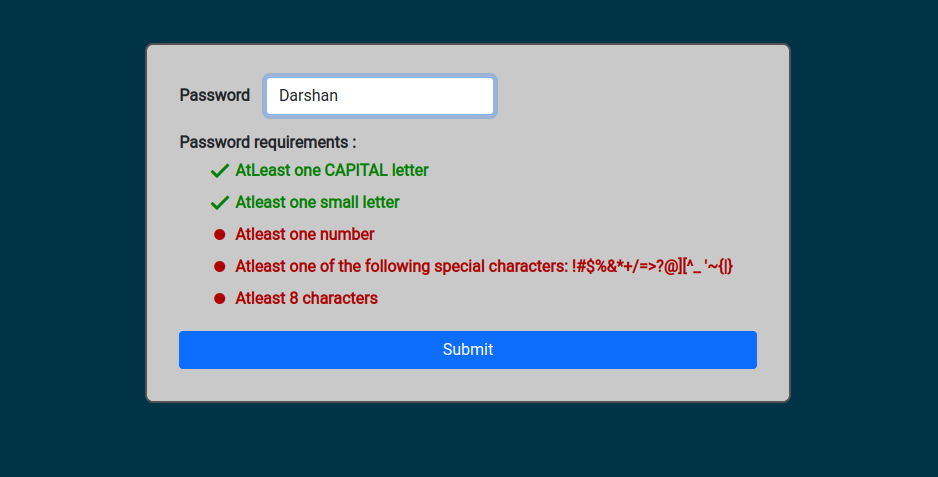 Password Darshan
Password requirements :
AtLeast one CAPITAL letter
Atleast one small letter
Atleast one number
Atleast one of the following special characters: !#$%&*+/=>?@][^_ '~{|}
Atleast 8 characters
Submit